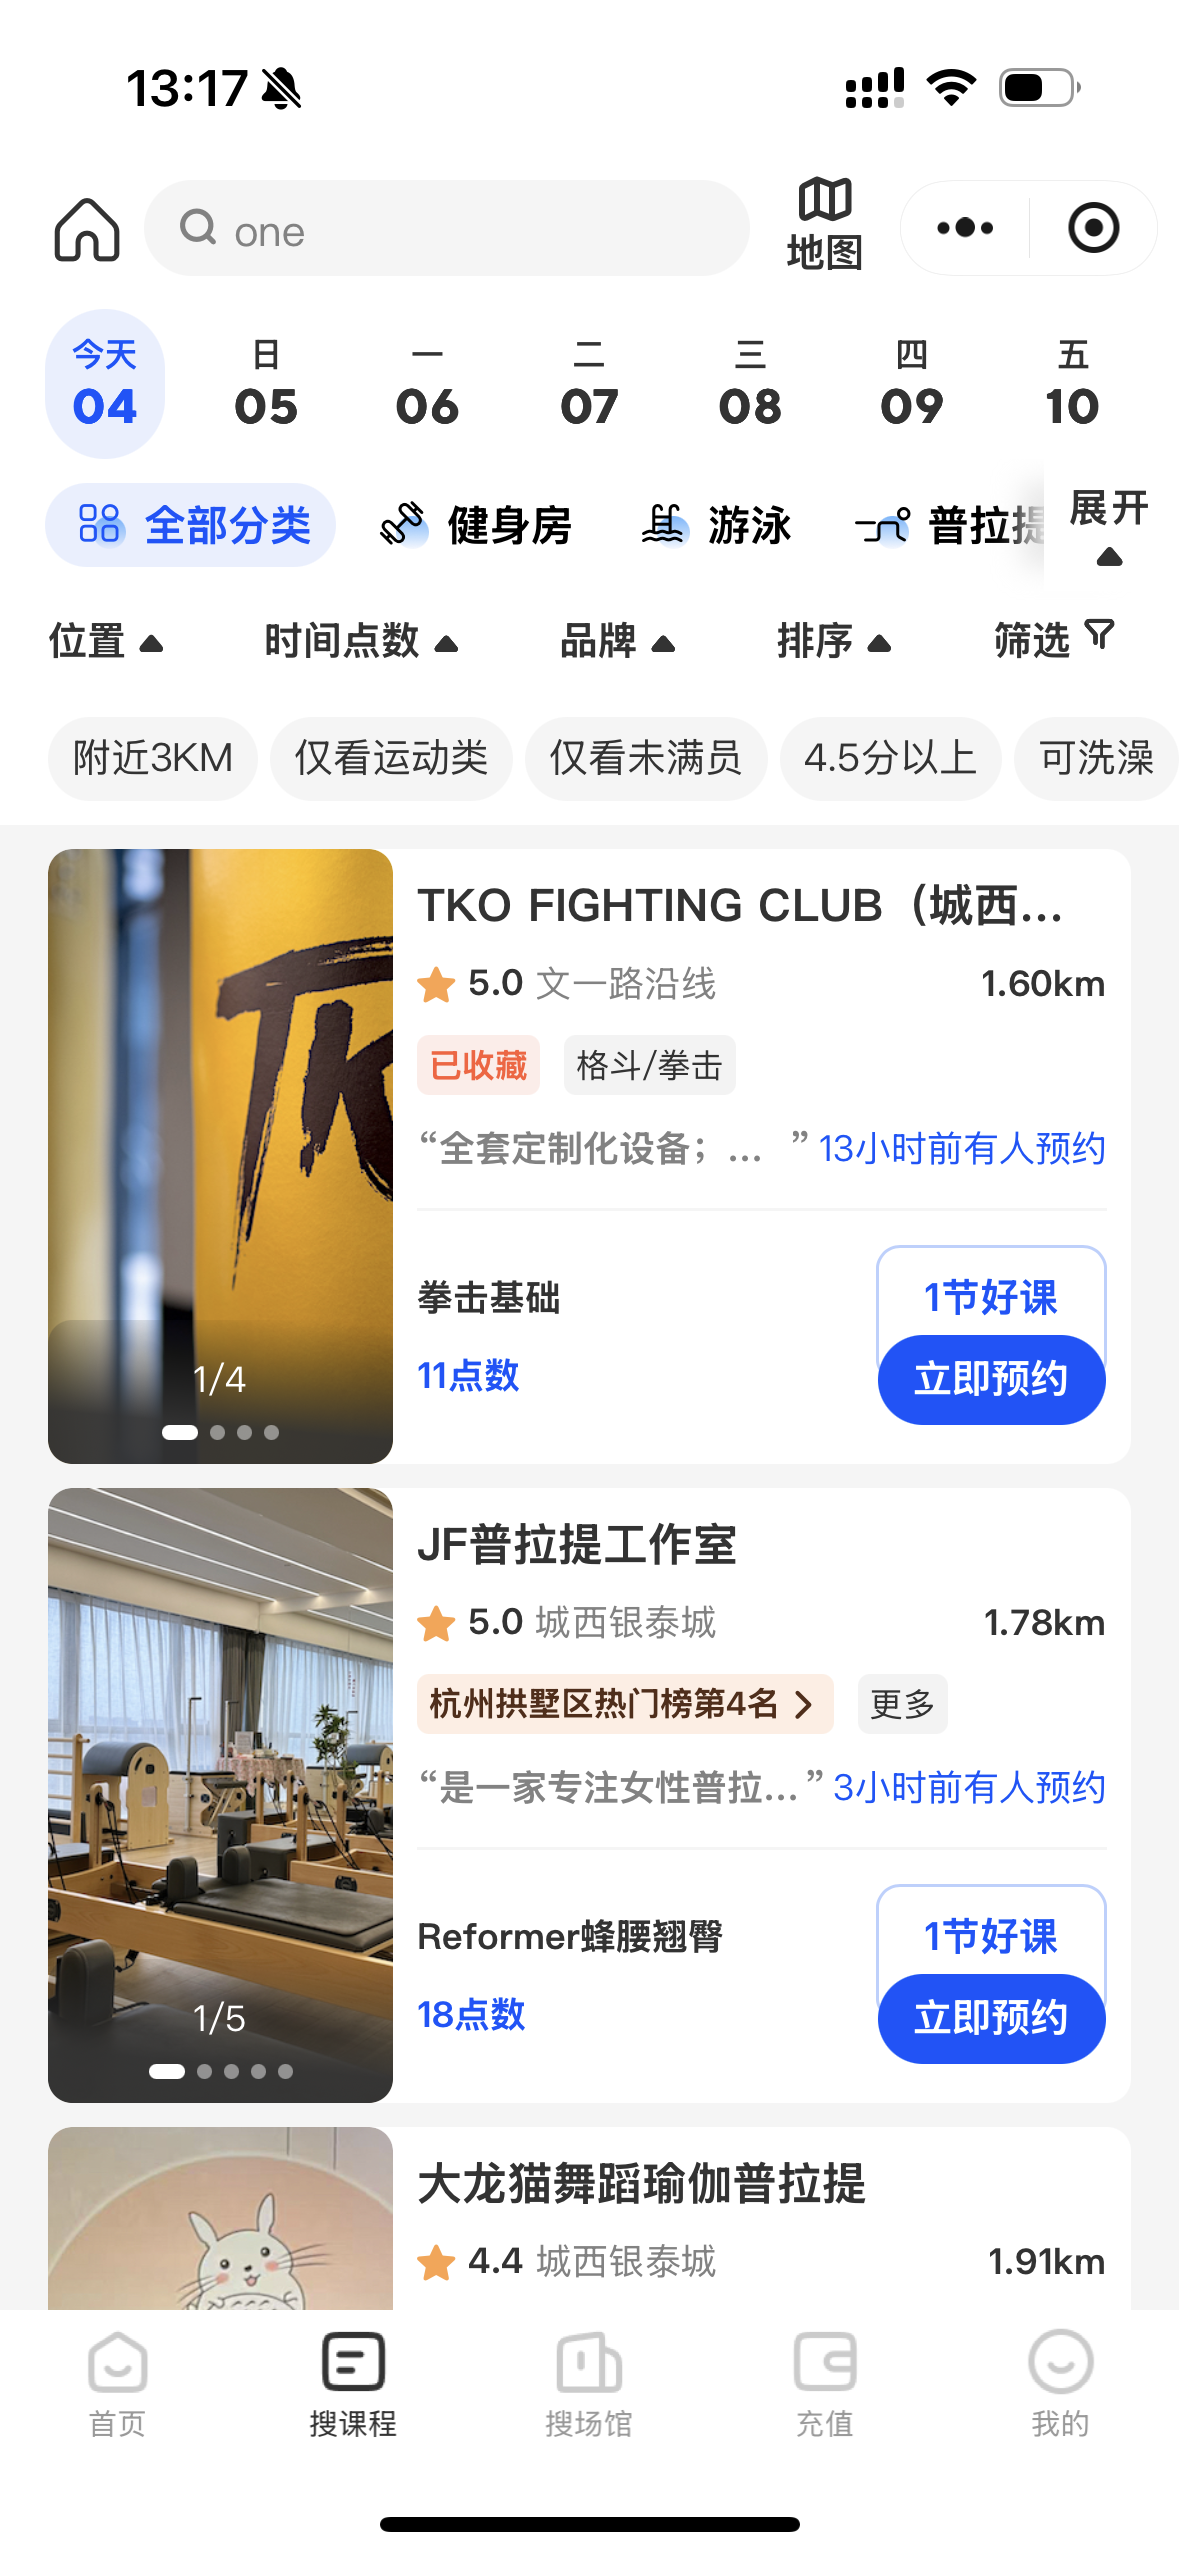 13:17
one
地图
今天 日 一 二 三 四 五
04 05 06 07 08 09 10
全部分类 健身房 游泳 普拉提 展开
位置 时间点数 品牌 排序 筛选
附近3KM 仅看运动类 仅看未满员 4.5分以上 可洗澡
TKO FIGHTING CLUB（城西...
5.0 文一路沿线 1.60km
已收藏 格斗/拳击
“全套定制化设备；... ” 13小时前有人预约
拳击基础
1节好课
11点数
立即预约
TKO
1/4
JF普拉提工作室
5.0 城西银泰城 1.78km
杭州拱墅区热门榜第4名 更多
“是一家专注女性普拉...” 3小时前有人预约
Reformer蜂腰翘臀
1节好课
18点数
立即预约
1/5
大龙猫舞蹈瑜伽普拉提
4.4 城西银泰城 1.91km
首页 搜课程 搜场馆 充值 我的